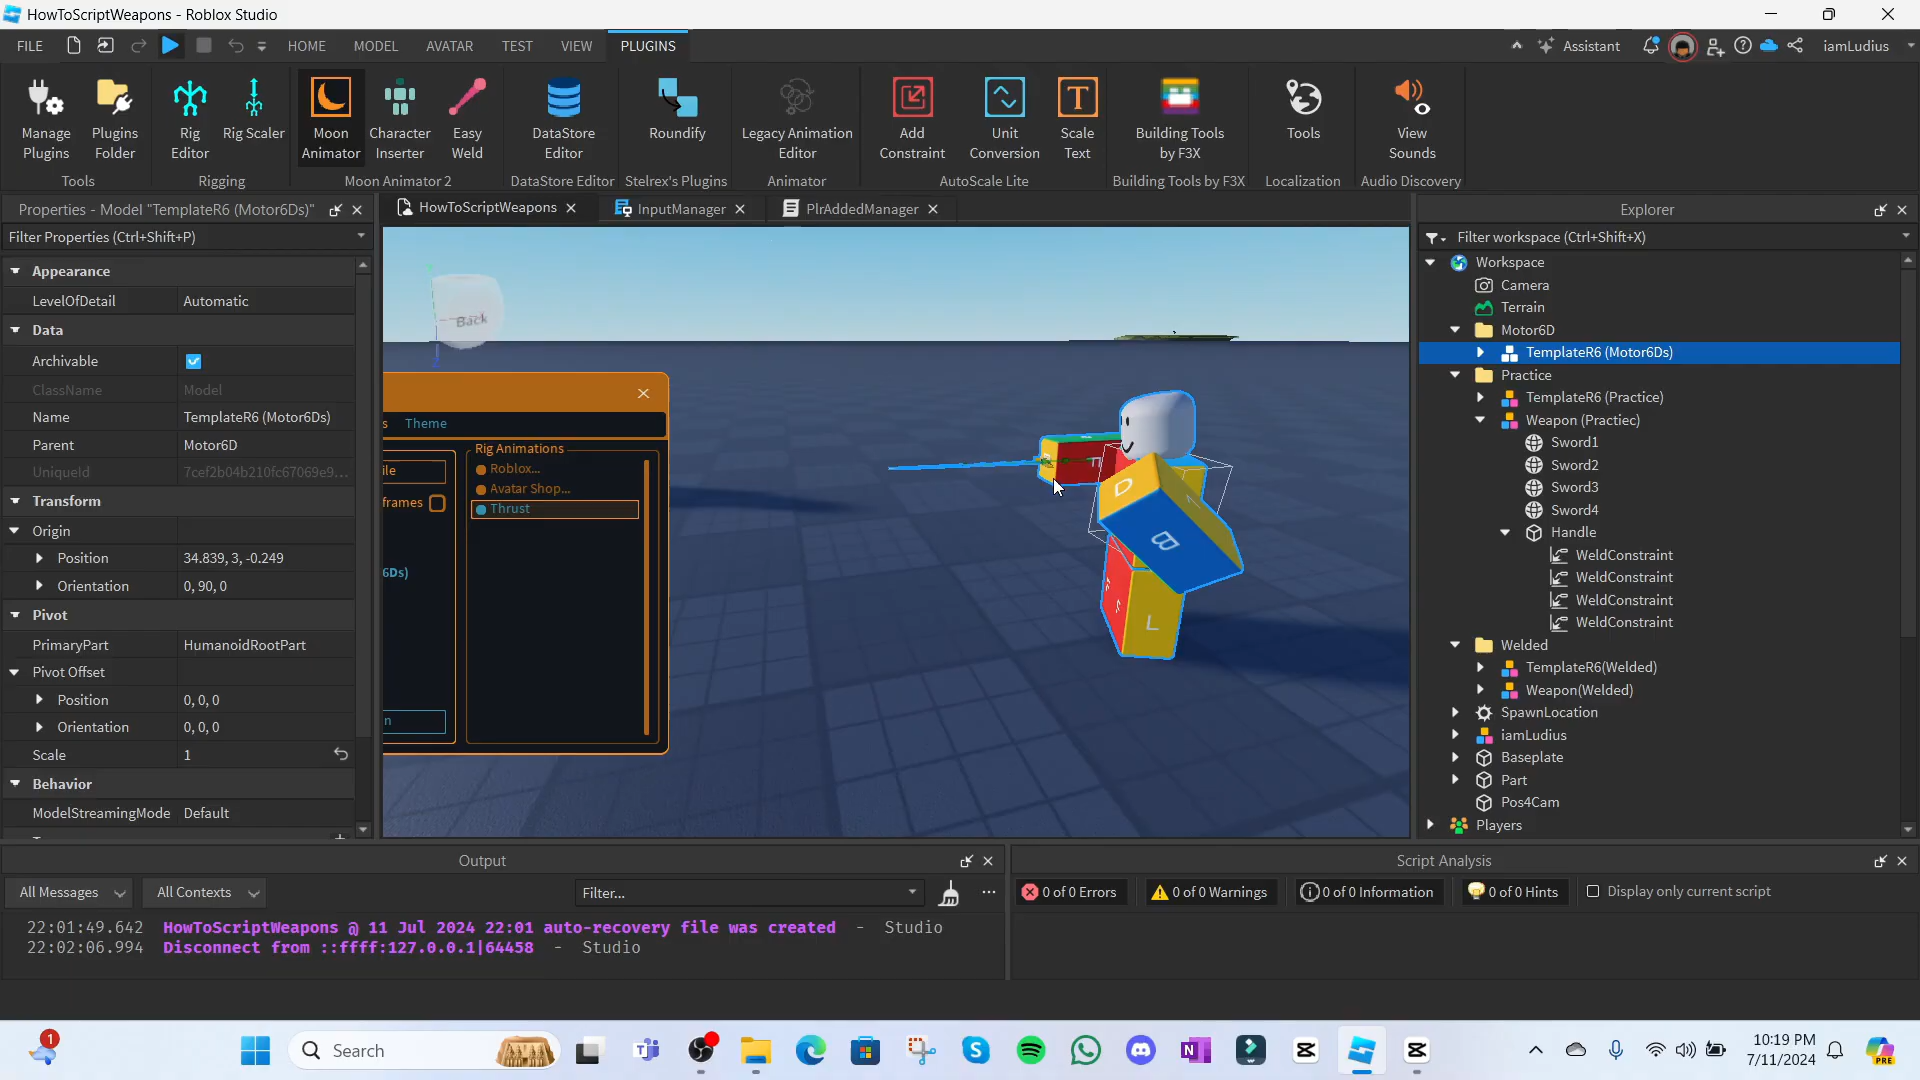 HowToScriptWeapons - Roblox Studio
FILE
HOME
MODEL
AVATAR
TEST
VIEW
PLUGINS
Assistant
iamLudius
Manage Plugins
Plugins Folder
Rig Editor
Rig Scaler
Moon Animator
Character Inserter
Easy Weld
DataStore Editor
Roundify
Legacy Animation Editor
Add Constraint
Unit Conversion
Scale Text
Building Tools by F3X
Tools
View Sounds
Tools
Rigging
Moon Animator 2
DataStore Editor
Stelrex's Plugins
Animator
AutoScale Lite
Building Tools by F3X
Localization
Audio Discovery
Properties - Model "TemplateR6 (Motor6Ds)"
Filter Properties (Ctrl+Shift+P)
Appearance
LevelOfDetail Automatic
Data
Archivable
ClassName Model
Name TemplateR6 (Motor6Ds)
Parent Motor6D
UniqueId 7cef2b04b210fc67069e9...
Transform
Origin
Position 34.839, 3, -0.249
Orientation 0, 90, 0
Pivot
PrimaryPart HumanoidRootPart
Pivot Offset
Position 0, 0, 0
Orientation 0, 0, 0
Scale 1
Behavior
ModelStreamingMode Default
HowToScriptWeapons
InputManager
PlrAddedManager
Back
s Theme
ile
frames
6Ds)
n
Rig Animations
Roblox...
Avatar Shop...
Thrust
F
D
B
L
Explorer
Filter workspace (Ctrl+Shift+X)
Workspace
Camera
Terrain
Motor6D
TemplateR6 (Motor6Ds)
Practice
TemplateR6 (Practice)
Weapon (Practiec)
Sword1
Sword2
Sword3
Sword4
Handle
WeldConstraint
WeldConstraint
WeldConstraint
WeldConstraint
Welded
TemplateR6(Welded)
Weapon(Welded)
SpawnLocation
iamLudius
Baseplate
Part
Pos4Cam
Players
Output
All Messages
All Contexts
Filter...
22:01:49.642 HowToScriptWeapons @ 11 Jul 2024 22:01 auto-recovery file was created - Studio
22:02:06.994 Disconnect from ::ffff:127.0.0.1|64458 - Studio
Script Analysis
0 of 0 Errors
0 of 0 Warnings
0 of 0 Information
0 of 0 Hints
Display only current script
1
Search
10:19 PM
7/11/2024
PRE